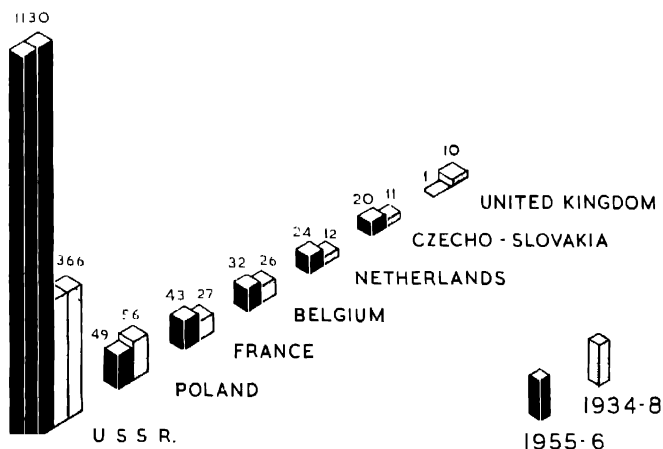 1130
366
49
56
43
27
32
26
24
12
20
11
1
10
UNITED KINGDOM
CZECHO - SLOVAKIA
NETHERLANDS
BELGIUM
FRANCE
POLAND
U S S R.
1934-8
1955-6